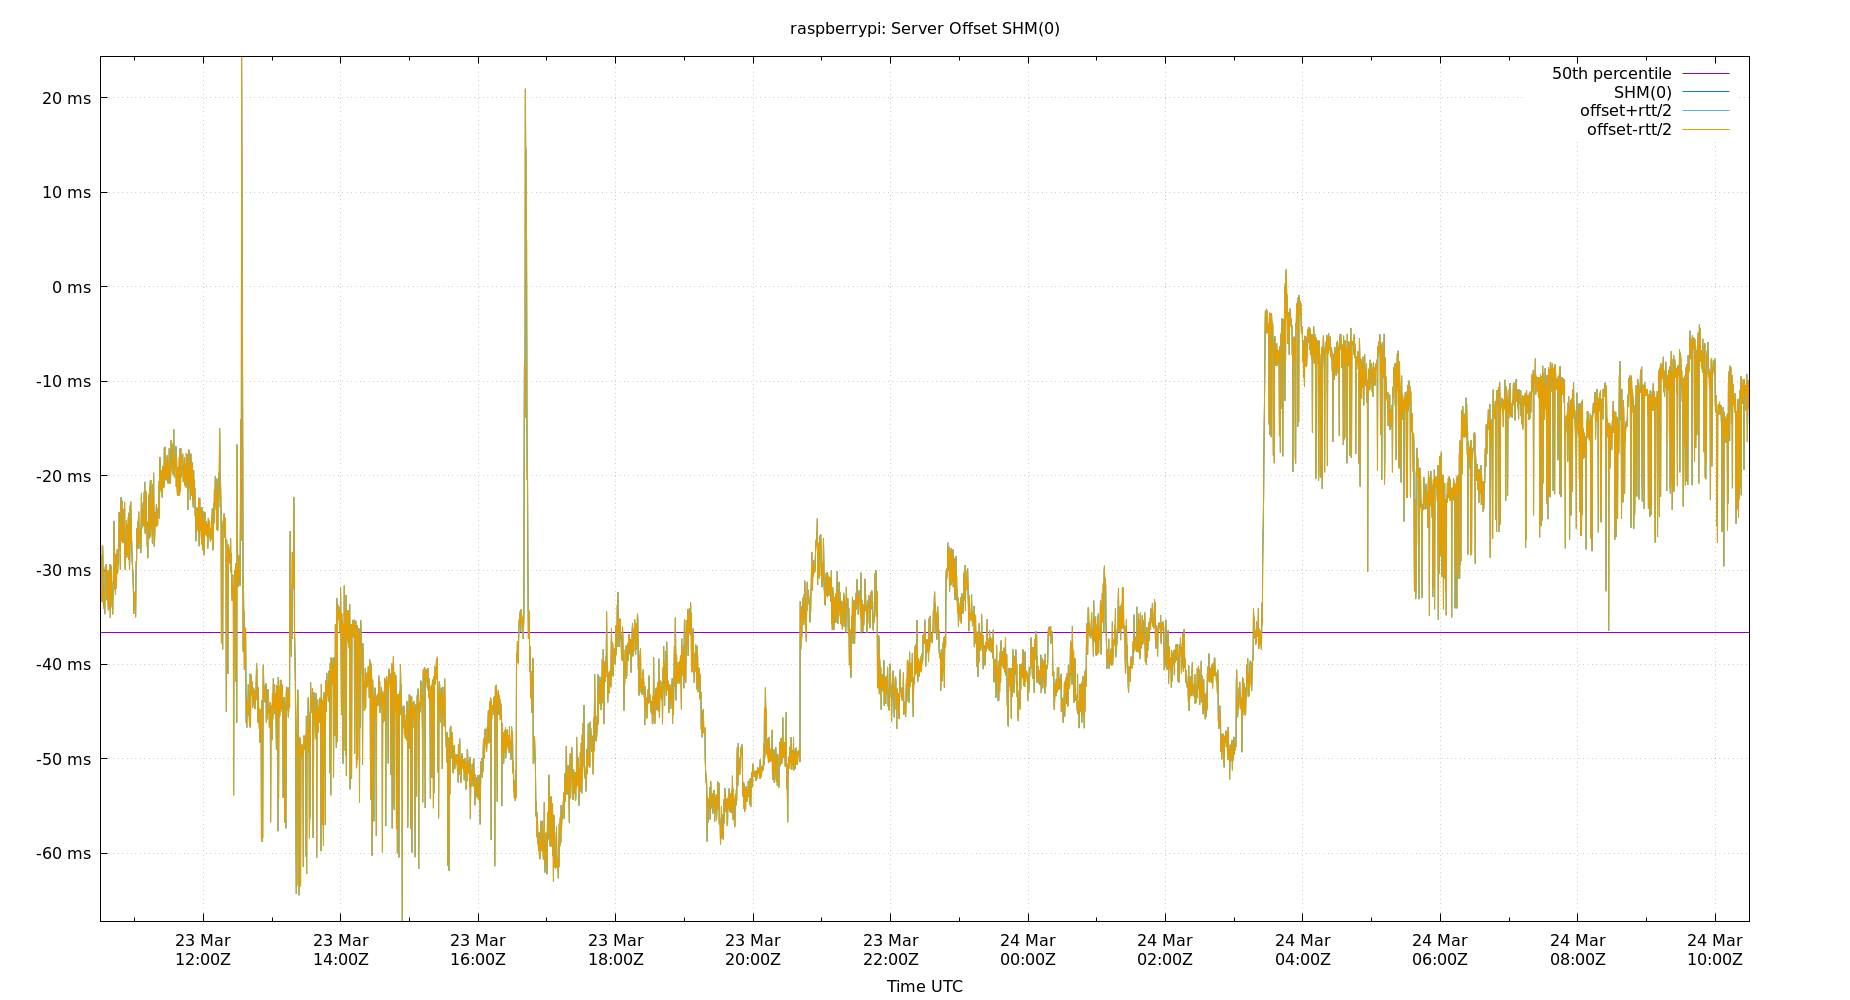 raspberrypi: Server Offset SHM(0)
50th percentile
SHM(0)
offset+rtt/2
offset-rtt/2
20 ms
10 ms
0 ms
-10 ms
-20 ms
-30 ms
-40 ms
-50 ms
-60 ms
23 Mar 23 Mar 23 Mar 23 Mar 23 Mar 23 Mar 24 Mar 24 Mar 24 Mar 24 Mar 24 Mar 24 Mar
12:00Z 14:00Z 16:00Z 18:00Z 20:00Z 22:00Z 00:00Z 02:00Z 04:00Z 06:00Z 08:00Z 10:00Z
Time UTC